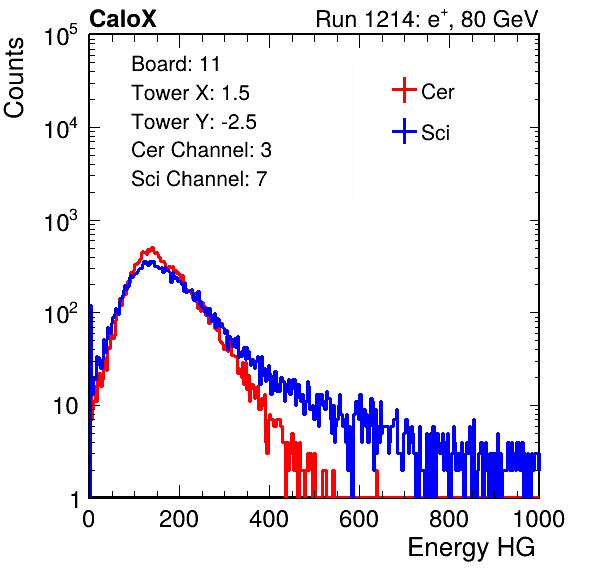 CaloX Run 1214: e⁺, 80 GeV
Counts
10⁵
10⁴
10³
10²
10
1
Board: 11
Tower X: 1.5
Tower Y: -2.5
Cer Channel: 3
Sci Channel: 7
Cer
Sci
0 200 400 600 800 1000
Energy HG